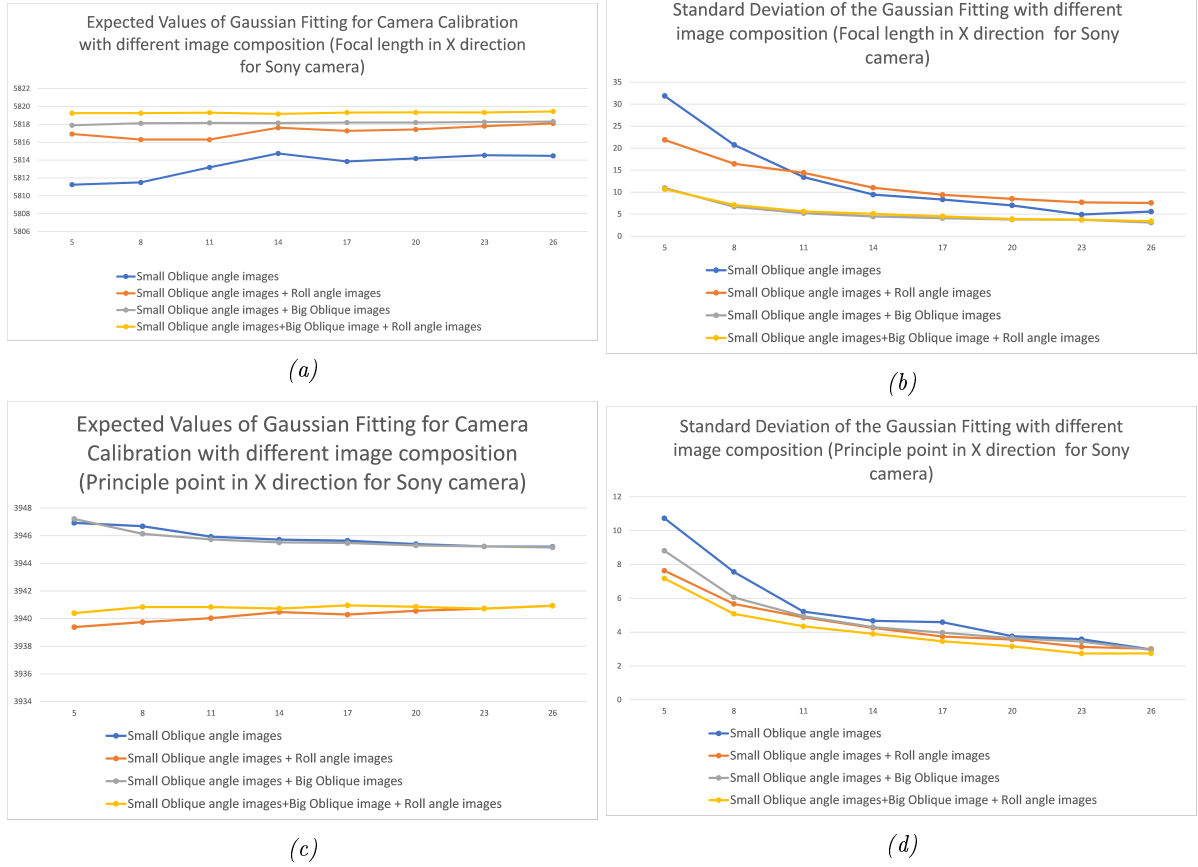 Expected Values of Gaussian Fitting for Camera Calibration
with different image composition (Focal length in X direction
for Sony camera)
5822
5820
5818
5816
5814
5812
5810
5808
5806
5 8 11 14 17 20 23 26
Small Oblique angle images
Small Oblique angle images + Roll angle images
Small Oblique angle images + Big Oblique images
Small Oblique angle images+Big Oblique image + Roll angle images
(a)
Standard Deviation of the Gaussian Fitting with different
image composition (Focal length in X direction for Sony
camera)
35
30
25
20
15
10
5
0
5 8 11 14 17 20 23 26
Small Oblique angle images
Small Oblique angle images + Roll angle images
Small Oblique angle images + Big Oblique images
Small Oblique angle images+Big Oblique image + Roll angle images
(b)
Expected Values of Gaussian Fitting for Camera
Calibration with different image composition
(Principle point in X direction for Sony camera)
3948
3946
3944
3942
3940
3938
3936
3934
5 8 11 14 17 20 23 26
Small Oblique angle images
Small Oblique angle images + Roll angle images
Small Oblique angle images + Big Oblique images
Small Oblique angle images+Big Oblique image + Roll angle images
(c)
Standard Deviation of the Gaussian Fitting with different
image composition (Principle point in X direction for Sony
camera)
12
10
8
6
4
2
0
5 8 11 14 17 20 23 26
Small Oblique angle images
Small Oblique angle images + Roll angle images
Small Oblique angle images + Big Oblique images
Small Oblique angle images+Big Oblique image + Roll angle images
(d)